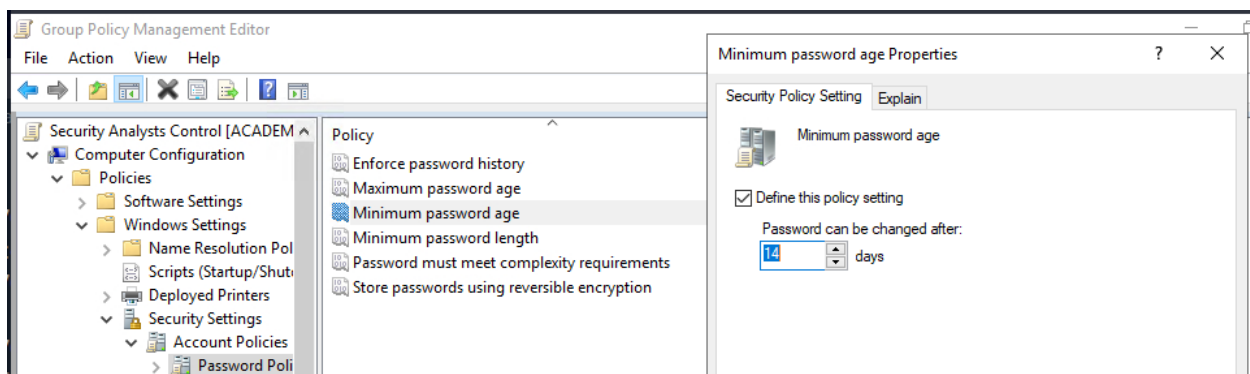 Group Policy Management Editor
File Action View Help
Security Analysts Control [ACADEM
Computer Configuration
Policies
Software Settings
Windows Settings
Name Resolution Pol
Scripts (Startup/Shut
Deployed Printers
Security Settings
Account Policies
Password Poli
Policy
Enforce password history
Maximum password age
Minimum password age
Minimum password length
Password must meet complexity requirements
Store passwords using reversible encryption
Minimum password age Properties
Security Policy Setting Explain
Minimum password age
Define this policy setting
Password can be changed after:
14 days